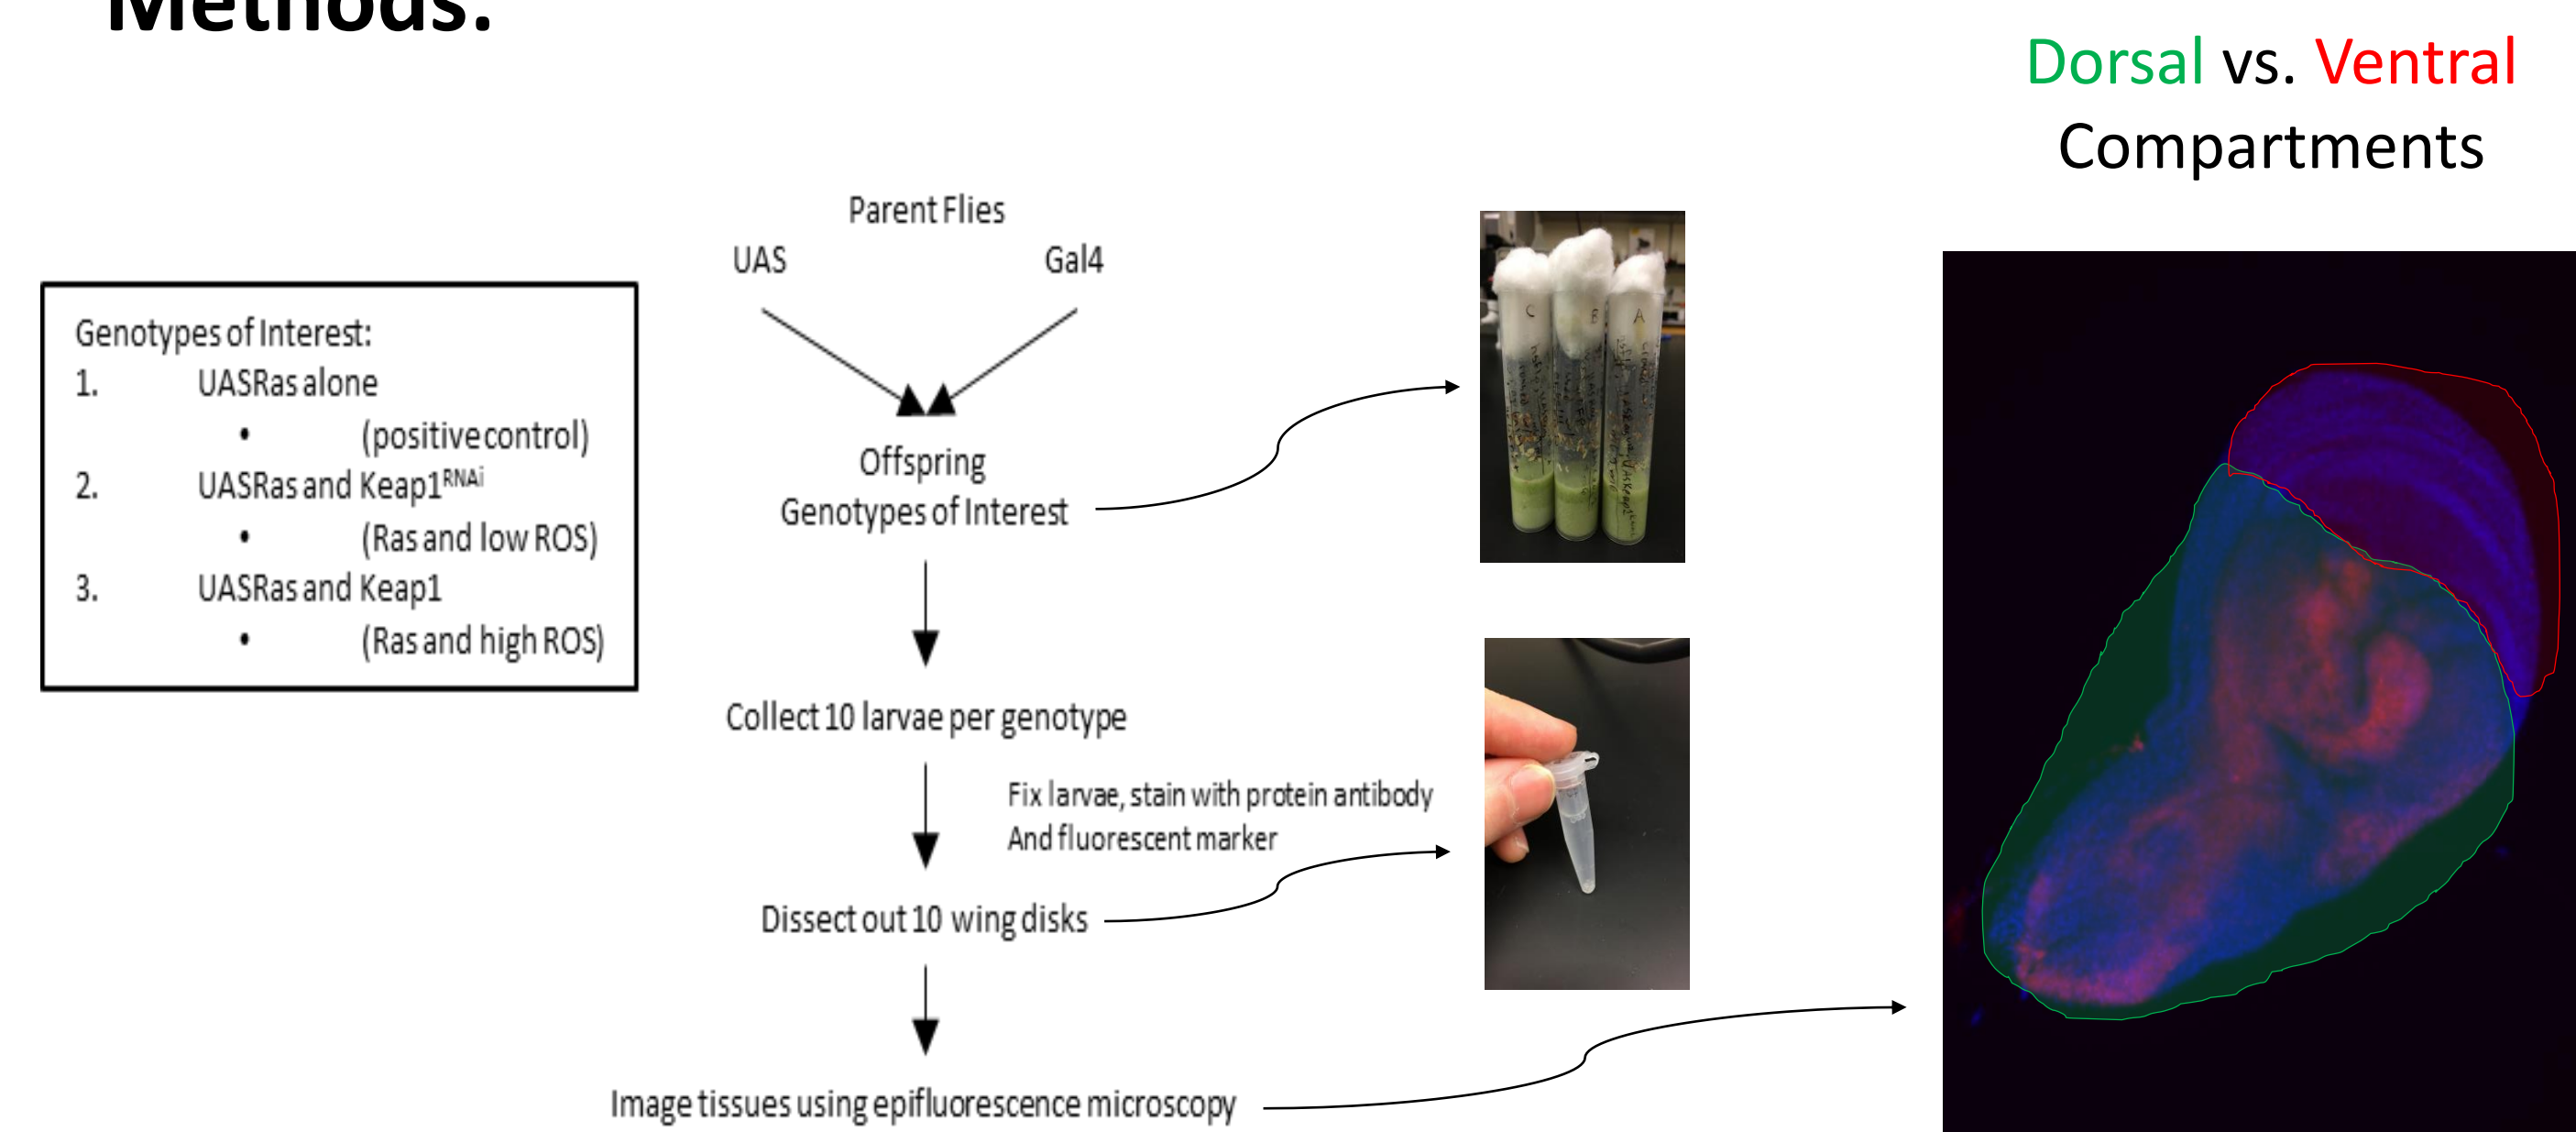 Methods:
Dorsal vs. Ventral
Compartments
Genotypes of Interest:
1. UASRas alone
• (positive control)
2. UASRas and Keap1RNAi
• (Ras and low ROS)
3. UASRas and Keap1
• (Ras and high ROS)
Parent Flies
UAS Gal4
Offspring
Genotypes of Interest
Collect 10 larvae per genotype
Fix larvae, stain with protein antibody
And fluorescent marker
Dissect out 10 wing disks
Image tissues using epifluorescence microscopy
C B A